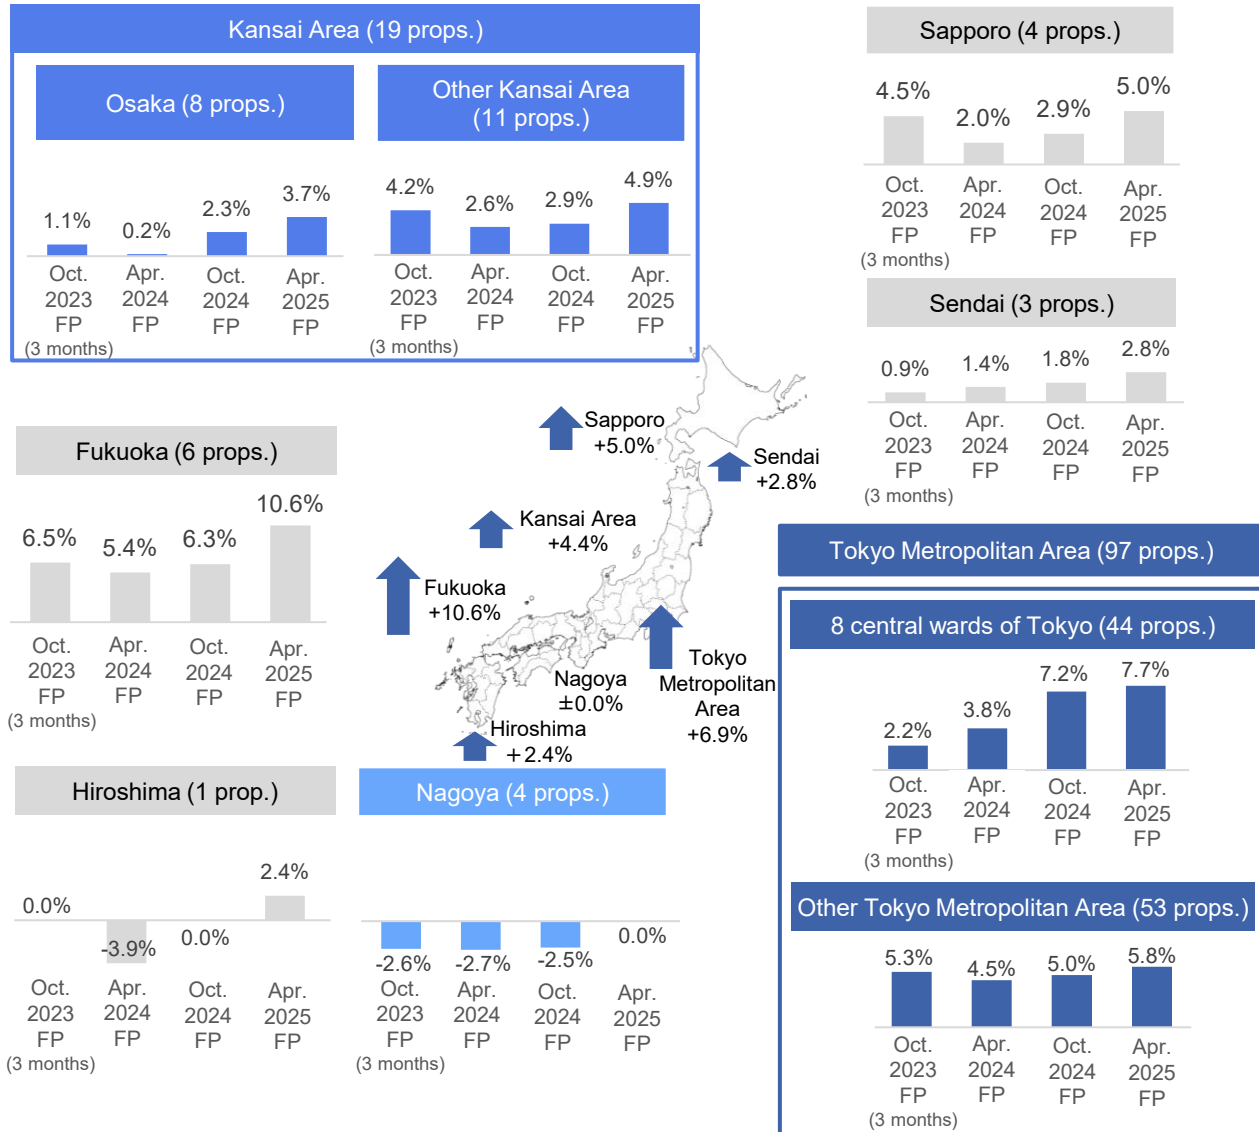 Kansai Area (19 props.)
Osaka (8 props.)
1.1%
0.2%
2.3%
3.7%
Oct.
2023
FP
(3 months)
Apr.
2024
FP
Oct.
2024
FP
Apr.
2025
FP
Other Kansai Area
(11 props.)
4.2%
2.6%
2.9%
4.9%
Oct.
2023
FP
(3 months)
Apr.
2024
FP
Oct.
2024
FP
Apr.
2025
FP
Sapporo (4 props.)
4.5%
2.0%
2.9%
5.0%
Oct.
2023
FP
(3 months)
Apr.
2024
FP
Oct.
2024
FP
Apr.
2025
FP
Sendai (3 props.)
0.9%
1.4%
1.8%
2.8%
Oct.
2023
FP
(3 months)
Apr.
2024
FP
Oct.
2024
FP
Apr.
2025
FP
Fukuoka (6 props.)
6.5%
5.4%
6.3%
10.6%
Oct.
2023
FP
(3 months)
Apr.
2024
FP
Oct.
2024
FP
Apr.
2025
FP
Sapporo
+5.0%
Sendai
+2.8%
Kansai Area
+4.4%
Fukuoka
+10.6%
Tokyo
Metropolitan
Area
+6.9%
Nagoya
±0.0%
Hiroshima
+2.4%
Tokyo Metropolitan Area (97 props.)
8 central wards of Tokyo (44 props.)
2.2%
3.8%
7.2%
7.7%
Oct.
2023
FP
(3 months)
Apr.
2024
FP
Oct.
2024
FP
Apr.
2025
FP
Other Tokyo Metropolitan Area (53 props.)
5.3%
4.5%
5.0%
5.8%
Oct.
2023
FP
(3 months)
Apr.
2024
FP
Oct.
2024
FP
Apr.
2025
FP
Hiroshima (1 prop.)
0.0%
-3.9%
0.0%
2.4%
Oct.
2023
FP
(3 months)
Apr.
2024
FP
Oct.
2024
FP
Apr.
2025
FP
Nagoya (4 props.)
-2.6%
-2.7%
-2.5%
0.0%
Oct.
2023
FP
(3 months)
Apr.
2024
FP
Oct.
2024
FP
Apr.
2025
FP